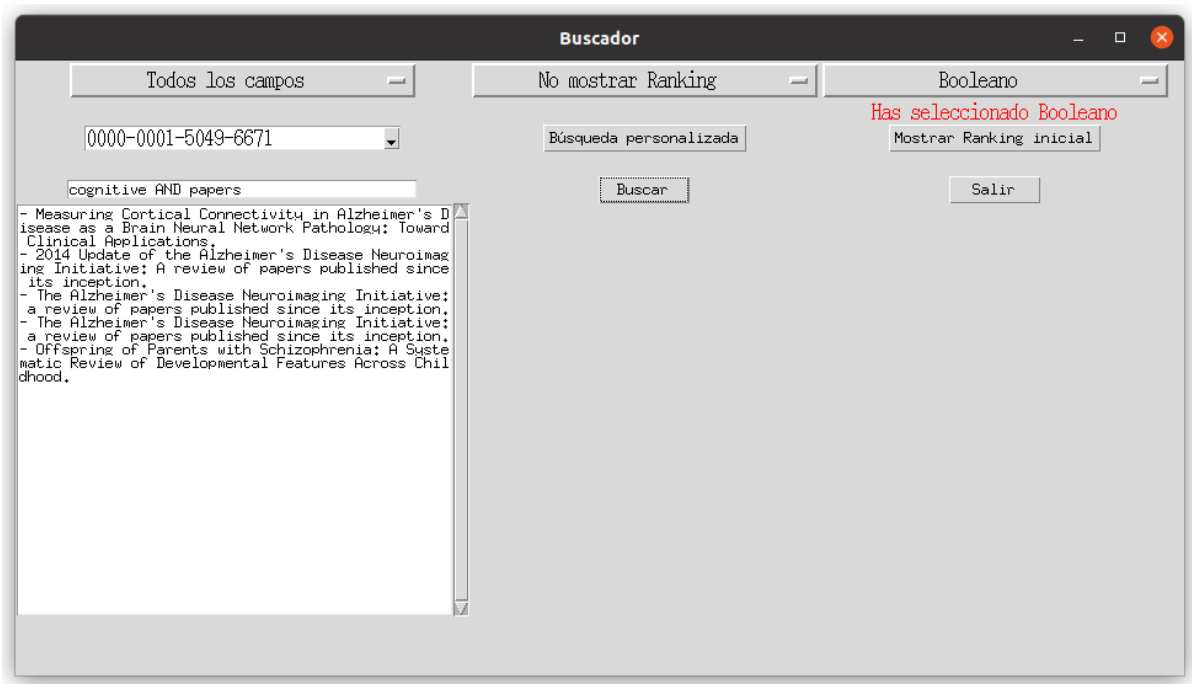 Buscador
Todos los campos
No mostrar Ranking
Booleano
Has seleccionado Booleano
0000-0001-5049-6671
Búsqueda personalizada
Mostrar Ranking inicial
cognitive AND papers
Buscar
Salir
- Measuring Cortical Connectivity in Alzheimer's D
isease as a Brain Neural Network Pathology: Toward
Clinical Applications.
- 2014 Update of the Alzheimer's Disease Neuroimag
ing Initiative: A review of papers published since
its inception.
- The Alzheimer's Disease Neuroimaging Initiative:
a review of papers published since its inception.
- The Alzheimer's Disease Neuroimaging Initiative:
a review of papers published since its inception.
- Offspring of Parents with Schizophrenia: A Syste
matic Review of Developmental Features Across Chil
dhood.